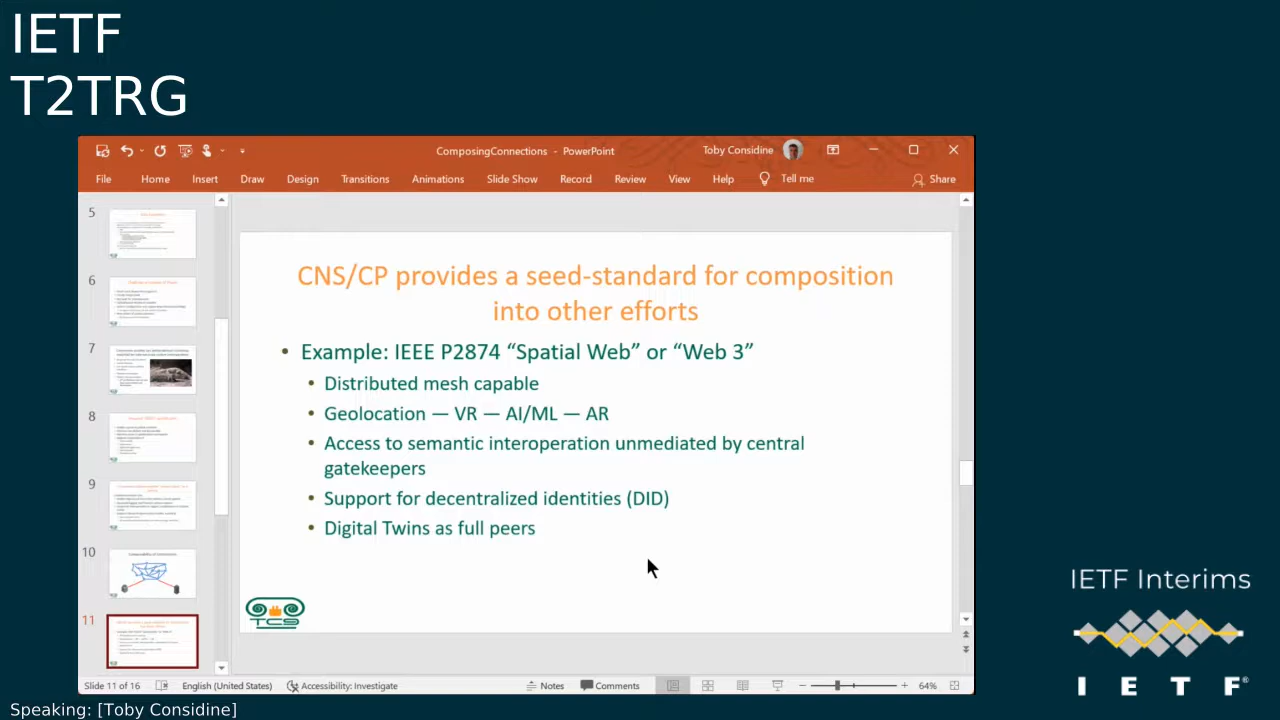 IETF
T2TRG
ComposingConnections - PowerPoint
Toby Considine
File Home Insert Draw Design Transitions Animations Slide Show Record Review View Help Tell me Share
5
6
7
8
9
10
11
CNS/CP provides a seed-standard for composition
into other efforts
• Example: IEEE P2874 “Spatial Web” or “Web 3”
• Distributed mesh capable
• Geolocation — VR — AI/ML — AR
• Access to semantic interoperation unmediated by central
gatekeepers
• Support for decentralized identities (DID)
• Digital Twins as full peers
TCS
Slide 11 of 16 English (United States) Accessibility: Investigate Notes Comments 64%
IETF Interims
I E T F®
Speaking: [Toby Considine]